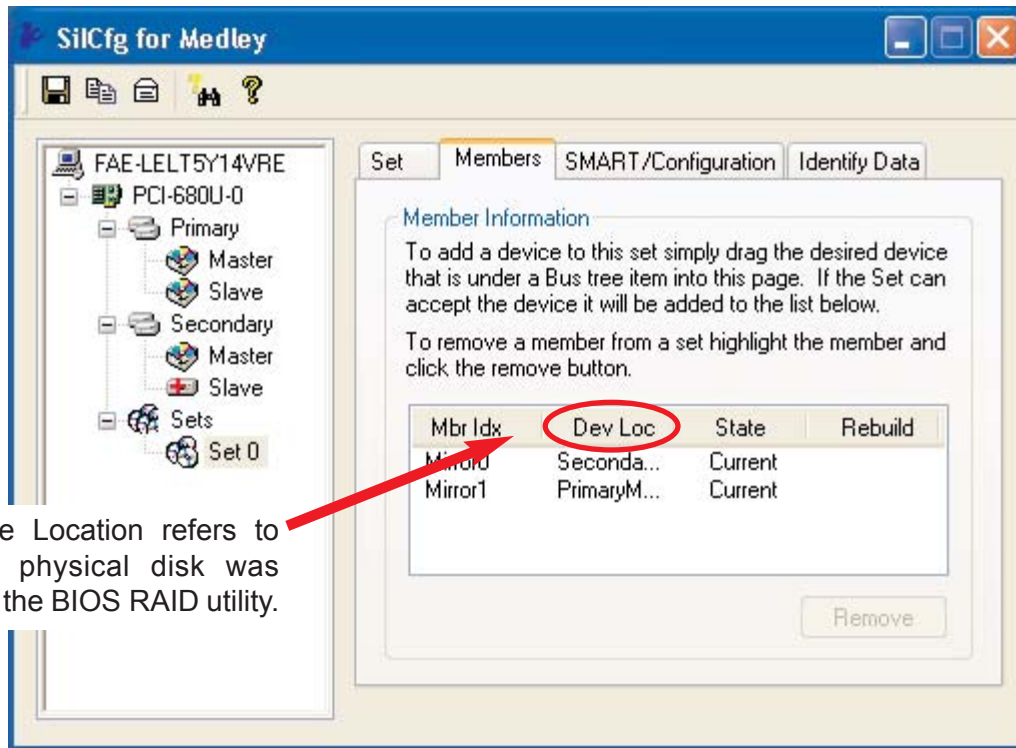 SilCfg for Medley
FAE-LELT5Y14VRE
PCI-680U-0
Primary
Master
Slave
Secondary
Master
Slave
Sets
Set 0
Set Members SMART/Configuration Identify Data
Member Information
To add a device to this set simply drag the desired device
that is under a Bus tree item into this page. If the Set can
accept the device it will be added to the list below.
To remove a member from a set highlight the member and
click the remove button.
Mbr Idx Dev Loc State Rebuild
Mirror0 Seconda... Current
Mirror1 PrimaryM... Current
Remove
e Location refers to
physical disk was
the BIOS RAID utility.